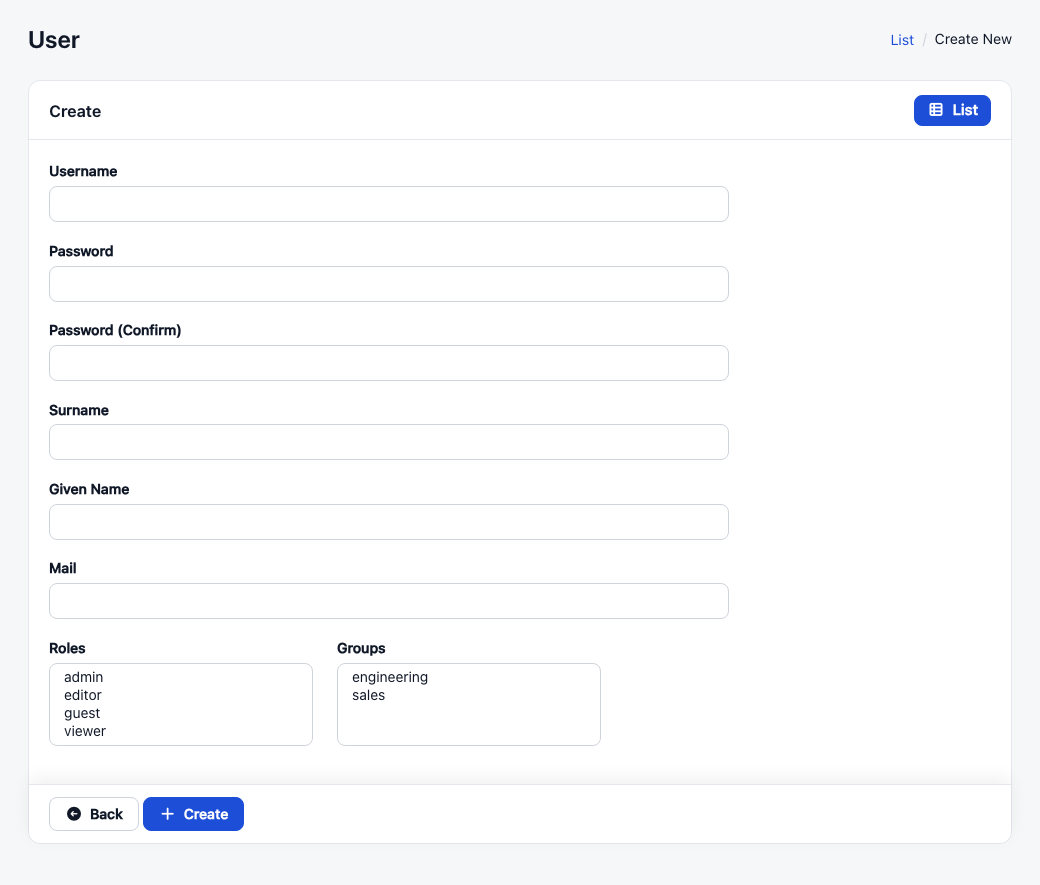 User
List / Create New
Create
List
Username
Password
Password (Confirm)
Surname
Given Name
Mail
Roles
Groups
admin
editor
guest
viewer
engineering
sales
Back
Create